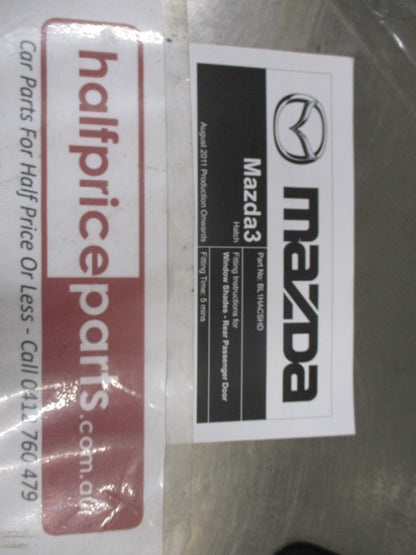 mazda
Part No: BL1HACSHD
Mazda3
Hatch
Fitting Instructions for
Window Shades - Rear Passenger Door
August 2011 Production Onwards
Fitting Time: 5 mins
halfpriceparts.com.au
Car Parts For Half Price Or Less - Call 0412 760 479